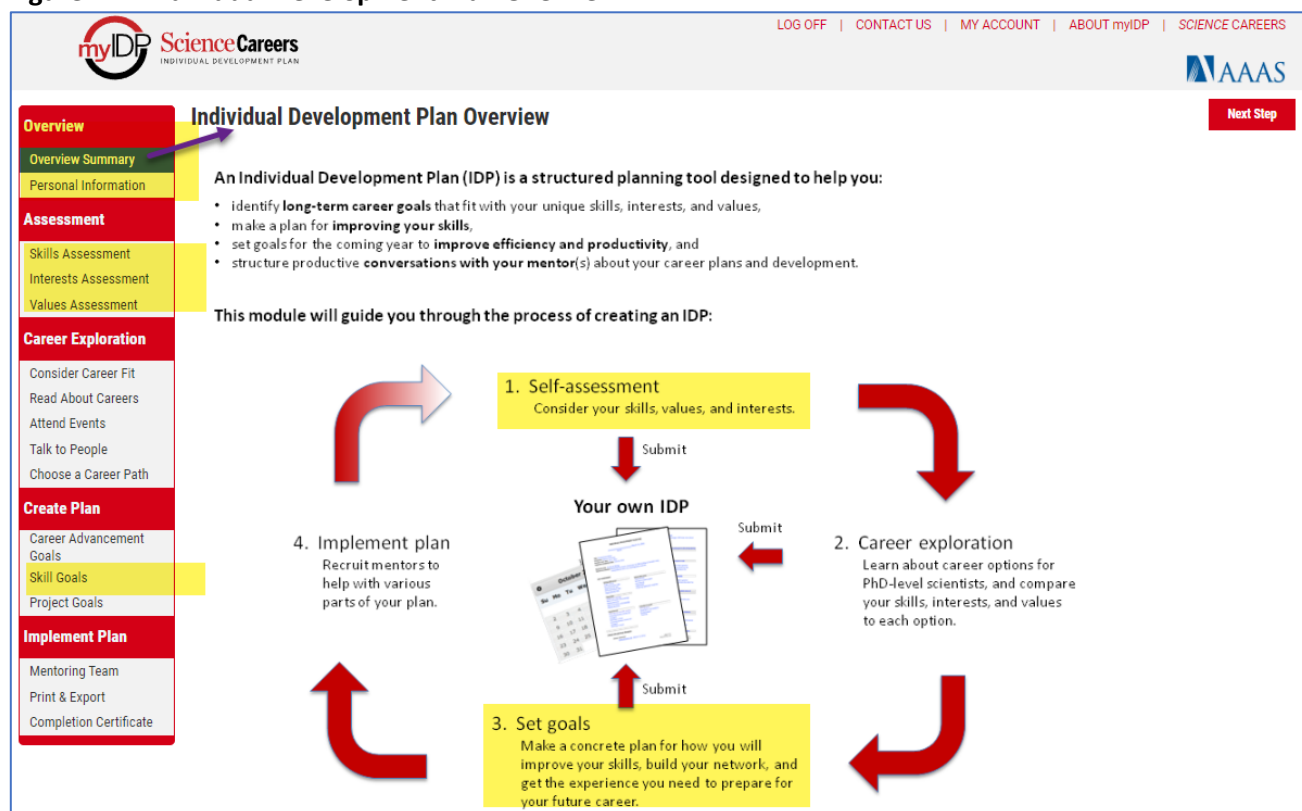 LOG OFF | CONTACT US | MY ACCOUNT | ABOUT myIDP | SCIENCE CAREERS
myIDP Science Careers
INDIVIDUAL DEVELOPMENT PLAN
AAAS
Overview
Overview Summary
Personal Information
Assessment
Skills Assessment
Interests Assessment
Values Assessment
Career Exploration
Consider Career Fit
Read About Careers
Attend Events
Talk to People
Choose a Career Path
Create Plan
Career Advancement
Goals
Skill Goals
Project Goals
Implement Plan
Mentoring Team
Print & Export
Completion Certificate
Individual Development Plan Overview
Next Step
An Individual Development Plan (IDP) is a structured planning tool designed to help you:
• identify long-term career goals that fit with your unique skills, interests, and values,
• make a plan for improving your skills,
• set goals for the coming year to improve efficiency and productivity, and
• structure productive conversations with your mentor(s) about your career plans and development.
This module will guide you through the process of creating an IDP:
1. Self-assessment
Consider your skills, values, and interests.
Submit
Your own IDP
Submit
2. Career exploration
Learn about career options for
PhD-level scientists, and compare
your skills, interests, and values
to each option.
Submit
3. Set goals
Make a concrete plan for how you will
improve your skills, build your network, and
get the experience you need to prepare for
your future career.
4. Implement plan
Recruit mentors to
help with various
parts of your plan.
October
Su Mo Tu